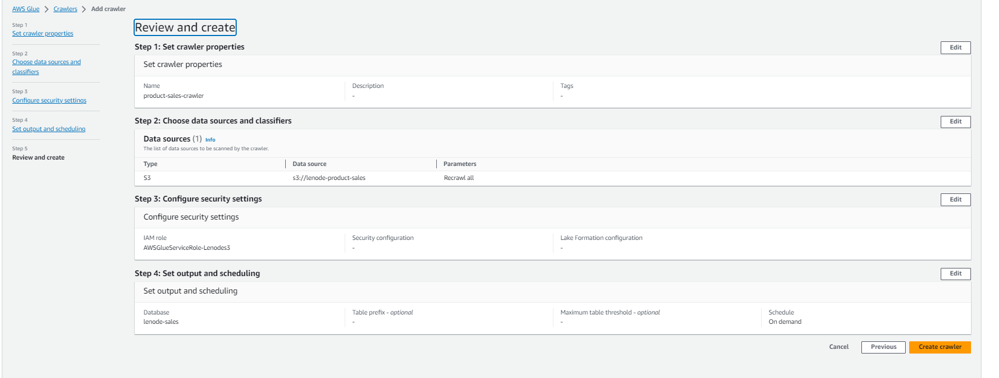 AWS Glue > Crawlers > Add crawler
Step 1
Set crawler properties
Step 2
Choose data sources and
classifiers
Step 3
Configure security settings
Step 4
Set output and scheduling
Step 5
Review and create
Review and create
Step 1: Set crawler properties
Edit
Set crawler properties
Name
product-sales-crawler
Description
-
Tags
-
Step 2: Choose data sources and classifiers
Edit
Data sources (1) Info
The list of data sources to be scanned by the crawler.
Type Data source Parameters
S3 s3://lenode-product-sales Recrawl all
Step 3: Configure security settings
Edit
Configure security settings
IAM role
AWSGlueServiceRole-Lenodes3
Security configuration
-
Lake Formation configuration
-
Step 4: Set output and scheduling
Edit
Set output and scheduling
Database
lenode-sales
Table prefix - optional
-
Maximum table threshold - optional
-
Schedule
On demand
Cancel Previous Create crawler